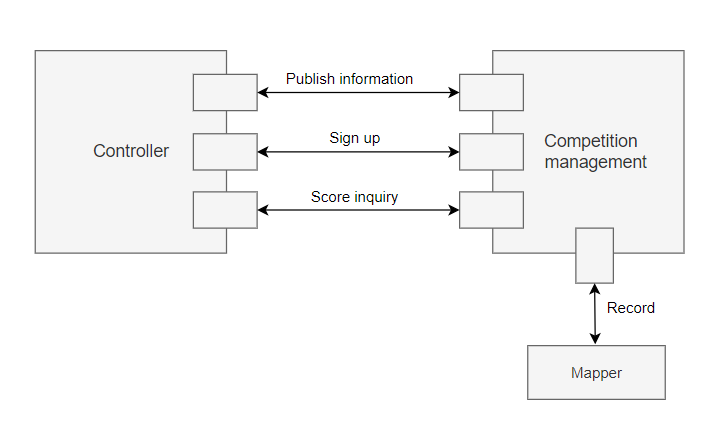 Publish information
Sign up
Controller
Competition
management
Score inquiry
Record
Mapper